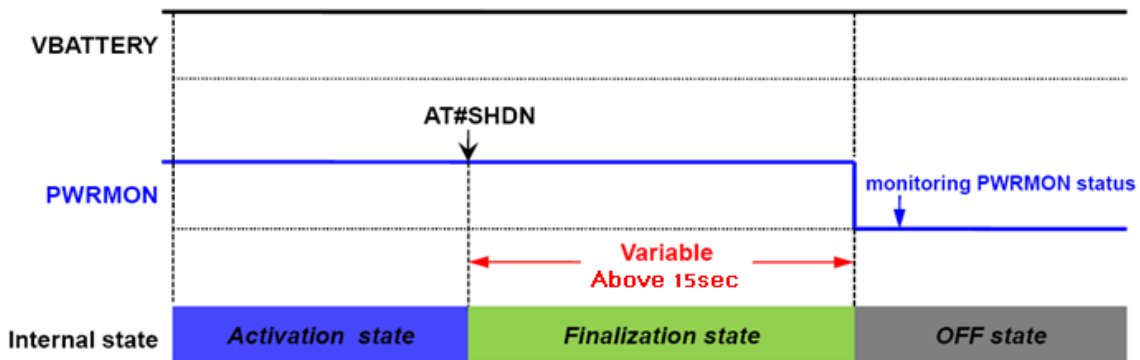 VBATTERY
AT#SHDN
PWRMON
monitoring PWRMON status
Variable
Above 15sec
Internal state
Activation state
Finalization state
OFF state